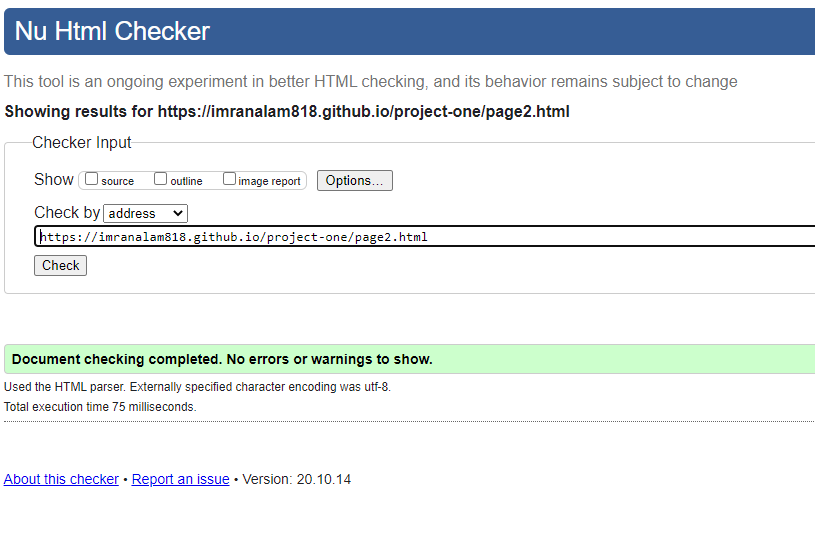 Nu Html Checker
This tool is an ongoing experiment in better HTML checking, and its behavior remains subject to change
Showing results for https://imranalam818.github.io/project-one/page2.html
Checker Input
Show source outline image report Options...
Check by address
https://imranalam818.github.io/project-one/page2.html
Check
Document checking completed. No errors or warnings to show.
Used the HTML parser. Externally specified character encoding was utf-8.
Total execution time 75 milliseconds.
About this checker • Report an issue • Version: 20.10.14